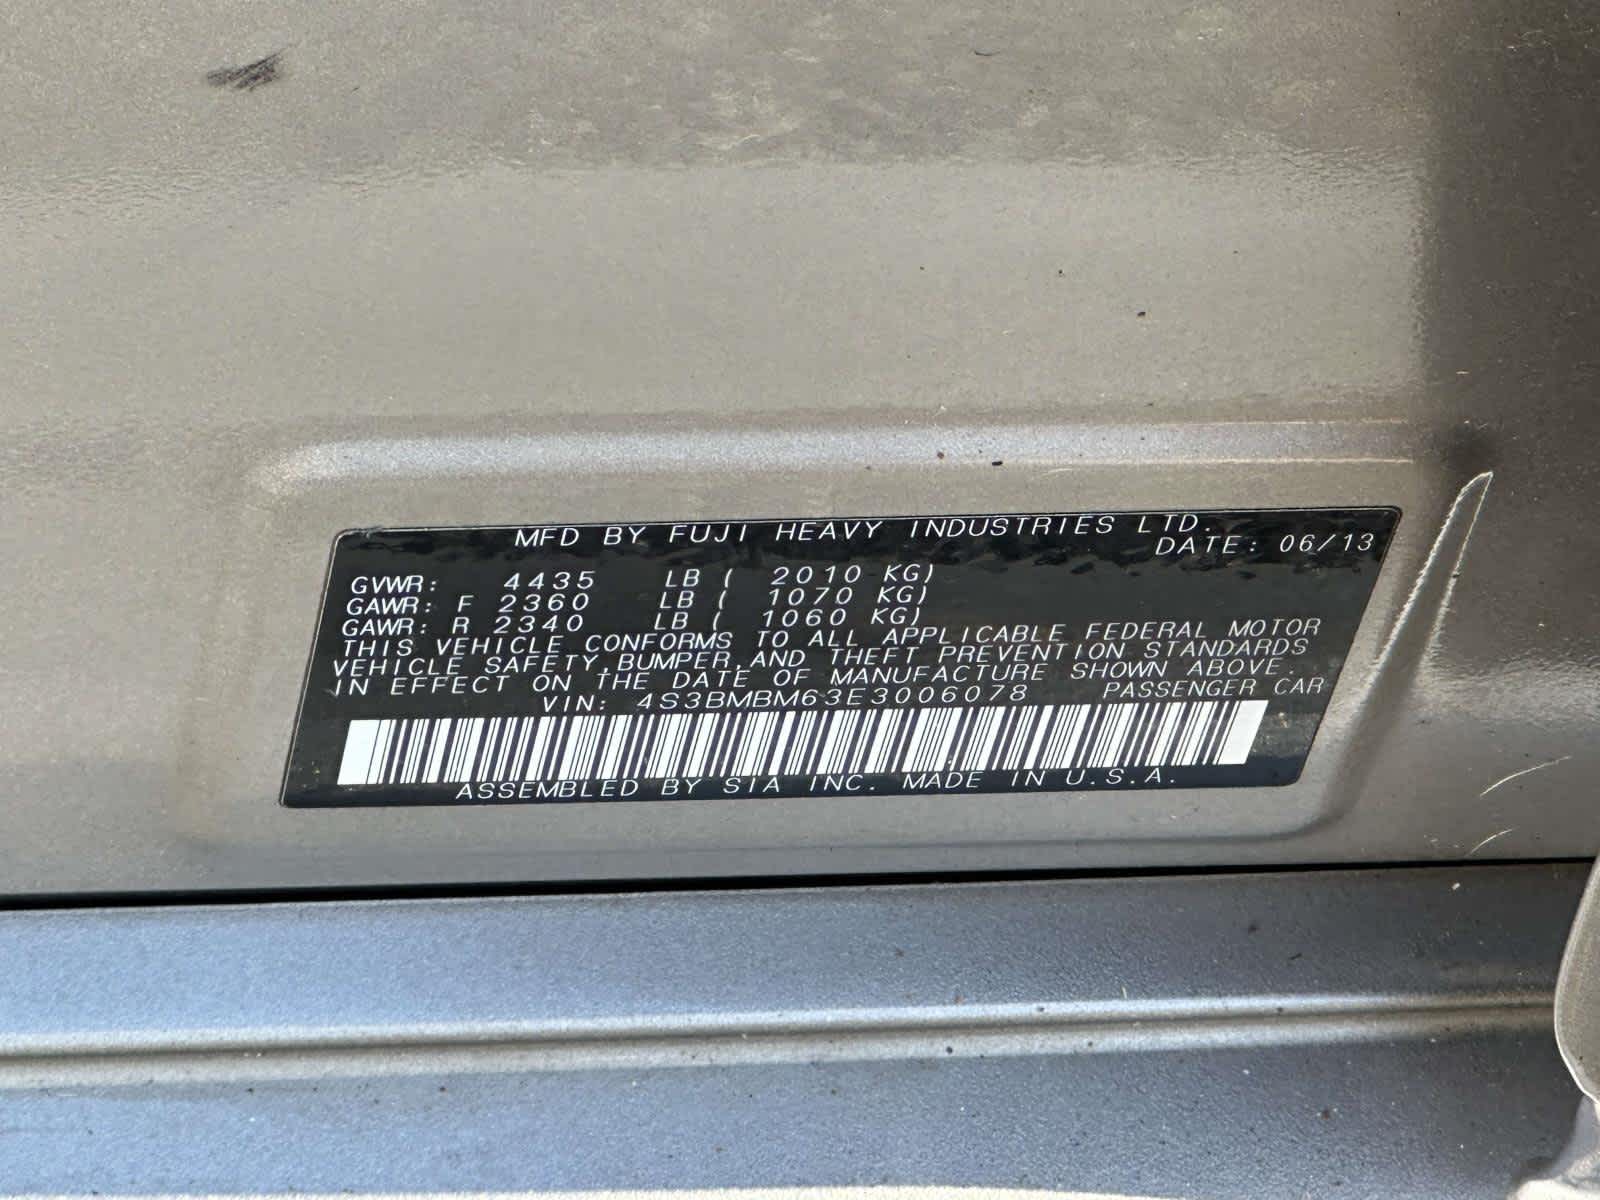 MFD BY FUJI HEAVY INDUSTRIES LTD.
DATE: 06/13
GVWR: 4435 LB ( 2010 KG)
GAWR: F 2360 LB ( 1070 KG)
GAWR: R 2340 LB ( 1060 KG)
THIS VEHICLE CONFORMS TO ALL APPLICABLE FEDERAL MOTOR
VEHICLE SAFETY,BUMPER,AND THEFT PREVENTION STANDARDS
IN EFFECT ON THE DATE OF MANUFACTURE SHOWN ABOVE.
VIN: 4S3BMBM63E3006078 PASSENGER CAR
ASSEMBLED BY SIA INC. MADE IN U.S.A.